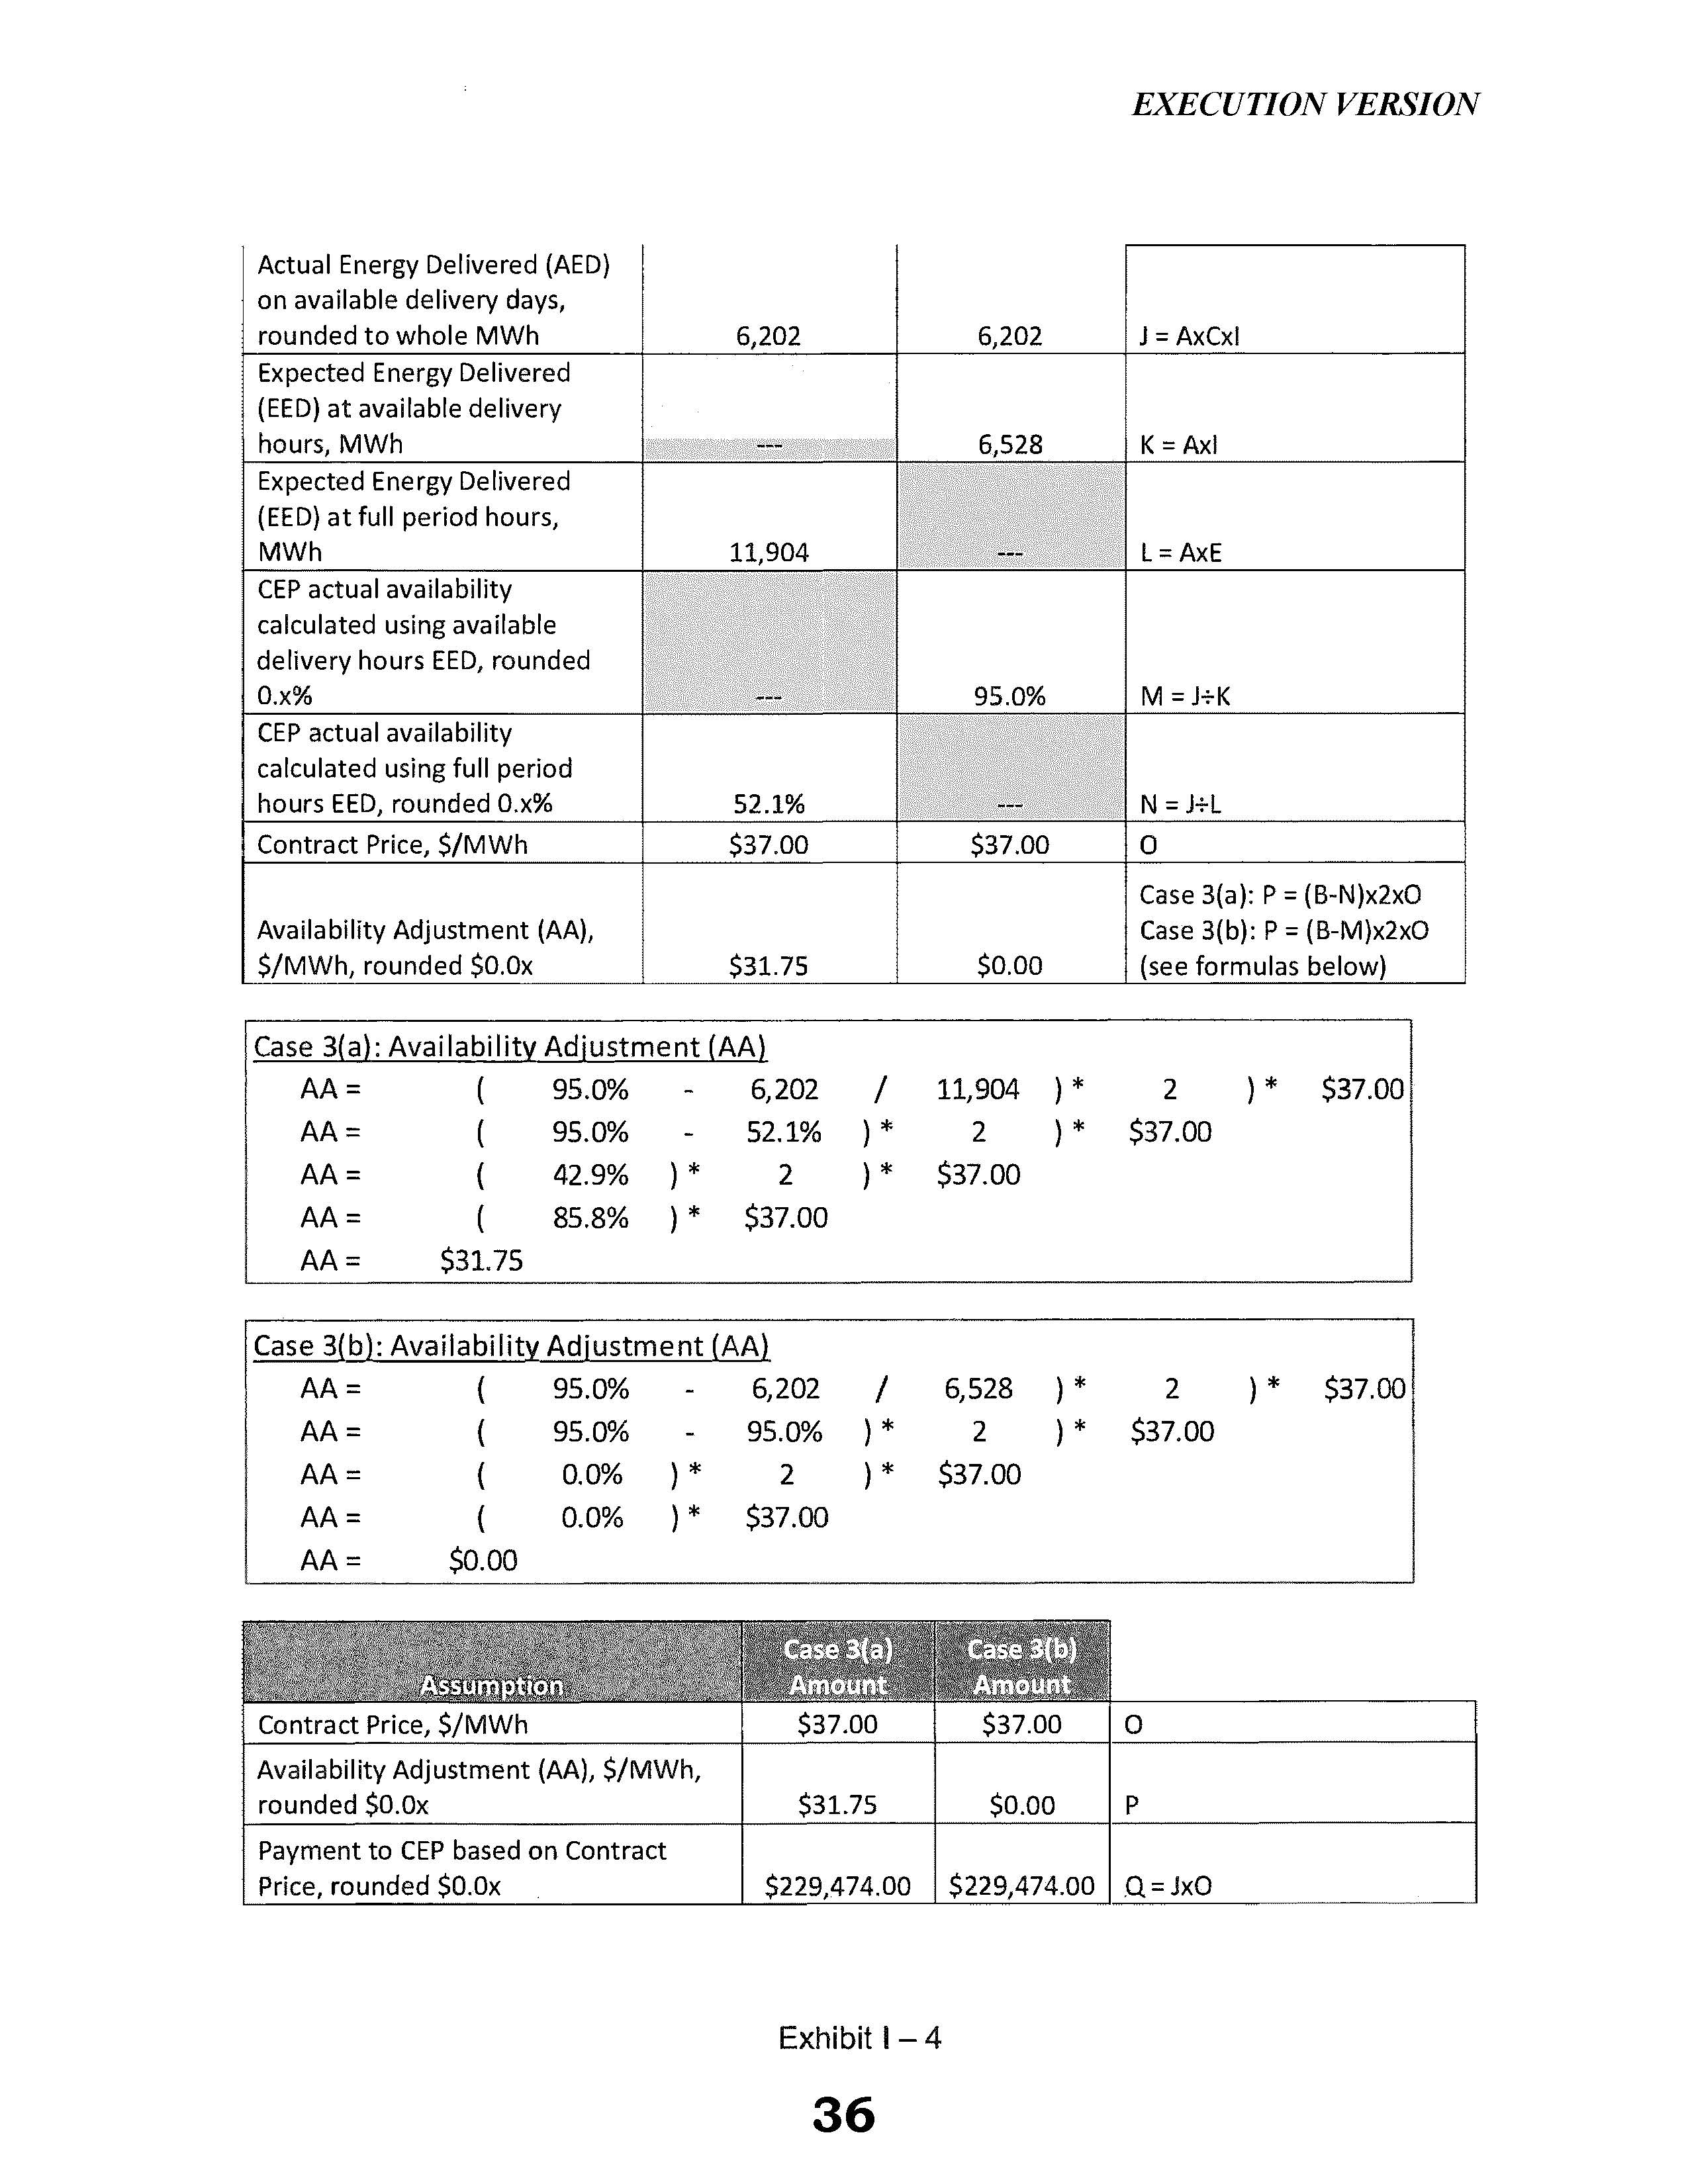 EXECUTION VERSION
Actual Energy Delivered (AED)
on available delivery days,
rounded to whole MWh 6,202 6,202 J = AxCxI
Expected Energy Delivered
(EED) at available delivery
hours, MWh --- 6,528 K = AxI
Expected Energy Delivered
(EED) at full period hours,
MWh 11,904 --- L = AxE
CEP actual availability
calculated using available
delivery hours EED, rounded
0.x% --- 95.0% M = J÷K
CEP actual availability
calculated using full period
hours EED, rounded 0.x% 52.1% --- N = J÷L
Contract Price, $/MWh $37.00 $37.00 O
Case 3(a): P = (B-N)x2xO
Availability Adjustment (AA), Case 3(b): P = (B-M)x2xO
$/MWh, rounded $0.0x $31.75 $0.00 (see formulas below)
Case 3(a): Availability Adjustment (AA)
AA = ( 95.0% - 6,202 / 11,904 ) * 2 ) * $37.00
AA = ( 95.0% - 52.1% ) * 2 ) * $37.00
AA = ( 42.9% ) * 2 ) * $37.00
AA = ( 85.8% ) * $37.00
AA = $31.75
Case 3(b): Availability Adjustment (AA)
AA = ( 95.0% - 6,202 / 6,528 ) * 2 ) * $37.00
AA = ( 95.0% - 95.0% ) * 2 ) * $37.00
AA = ( 0.0% ) * 2 ) * $37.00
AA = ( 0.0% ) * $37.00
AA = $0.00
Case 3(a) Case 3(b)
Assumption Amount Amount
Contract Price, $/MWh $37.00 $37.00 O
Availability Adjustment (AA), $/MWh,
rounded $0.0x $31.75 $0.00 P
Payment to CEP based on Contract
Price, rounded $0.0x $229,474.00 $229,474.00 Q = JxO
Exhibit I – 4
36